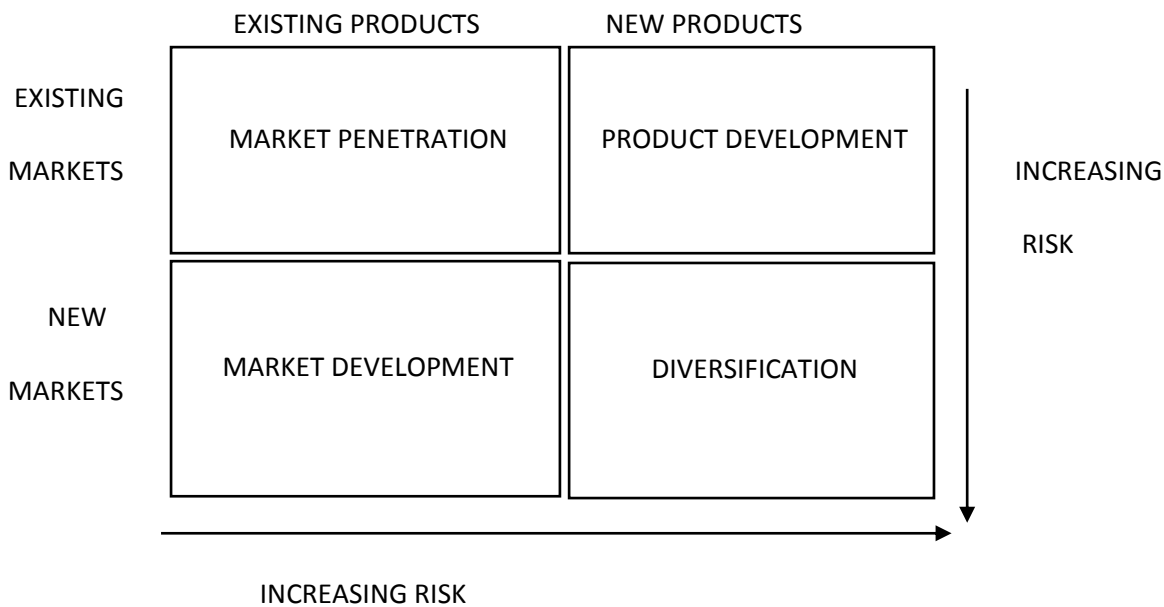 EXISTING PRODUCTS NEW PRODUCTS
EXISTING
MARKETS
MARKET PENETRATION
PRODUCT DEVELOPMENT
INCREASING
RISK
NEW
MARKETS
MARKET DEVELOPMENT
DIVERSIFICATION
INCREASING RISK